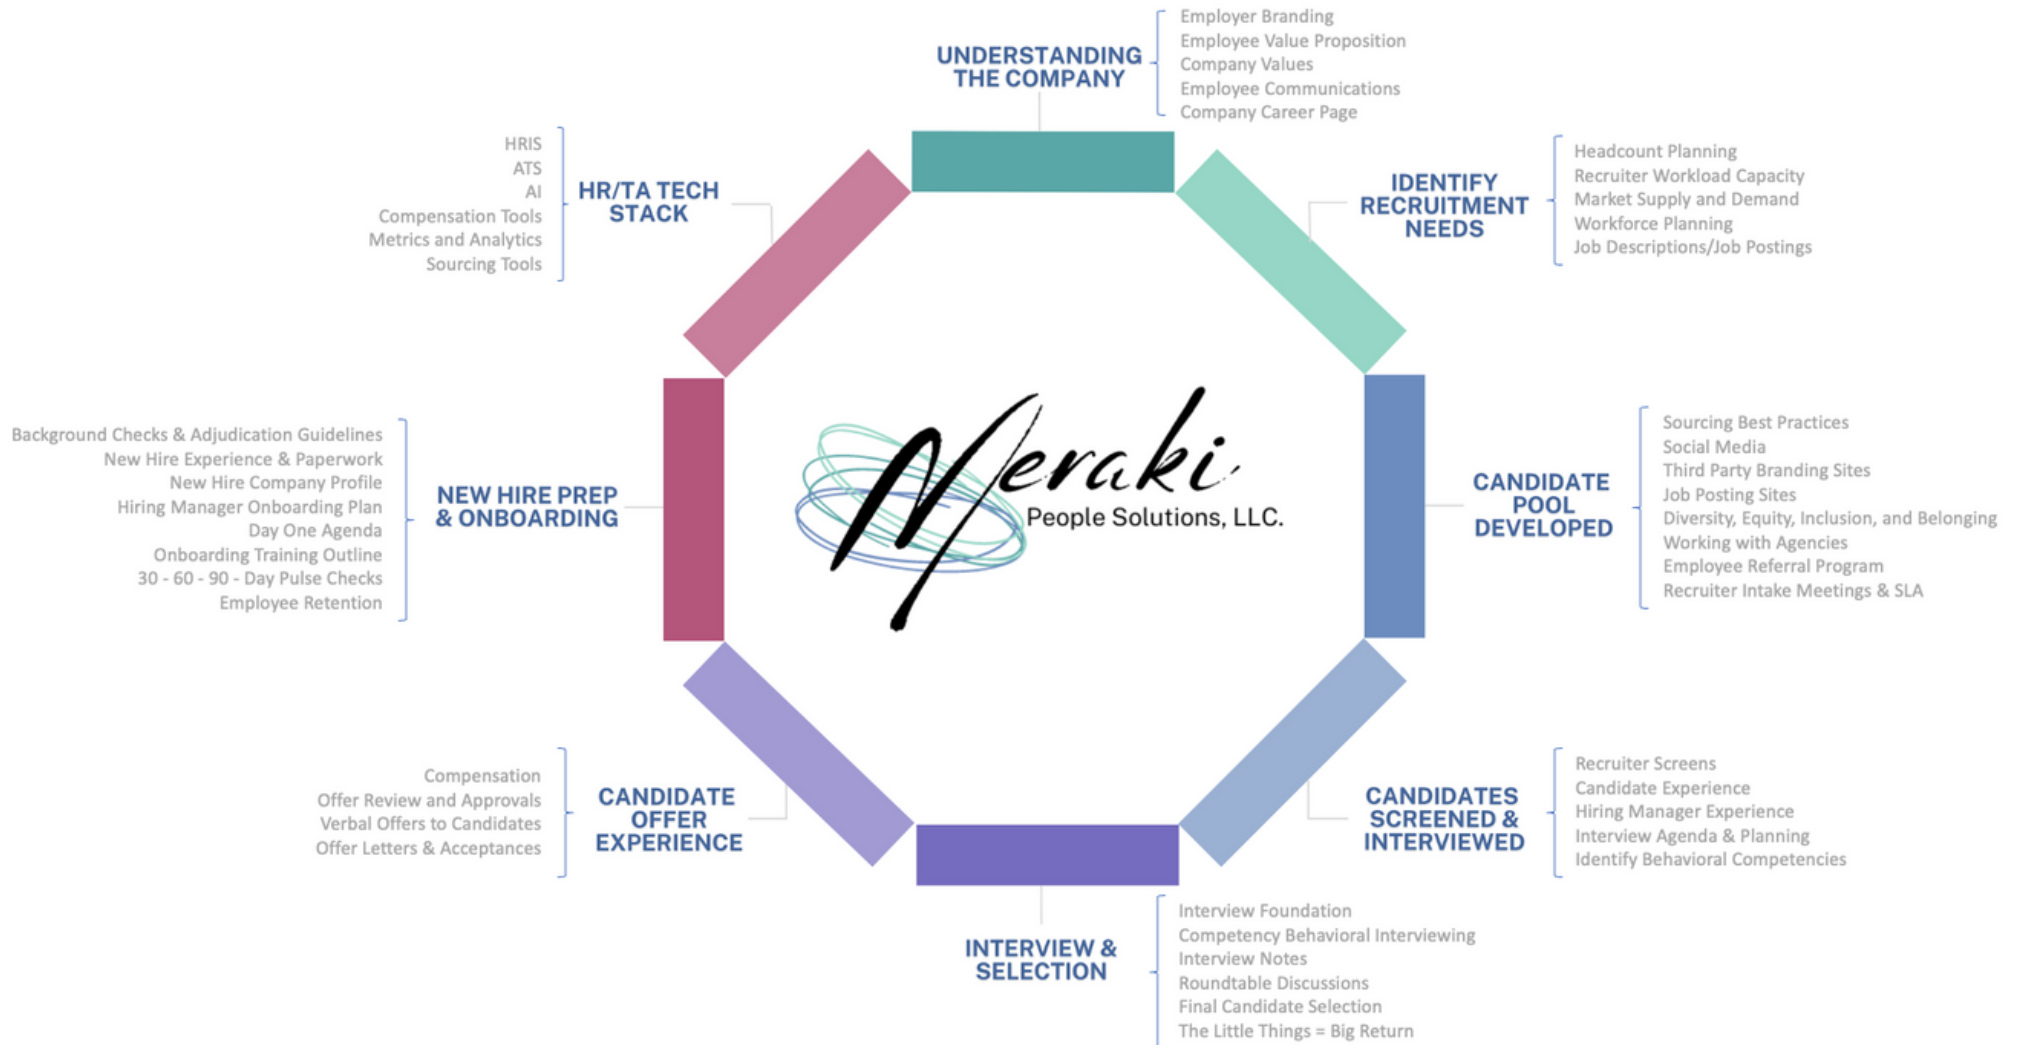 UNDERSTANDING
THE COMPANY
Employer Branding
Employee Value Proposition
Company Values
Employee Communications
Company Career Page
IDENTIFY
RECRUITMENT
NEEDS
Headcount Planning
Recruiter Workload Capacity
Market Supply and Demand
Workforce Planning
Job Descriptions/Job Postings
CANDIDATE
POOL
DEVELOPED
Sourcing Best Practices
Social Media
Third Party Branding Sites
Job Posting Sites
Diversity, Equity, Inclusion, and Belonging
Working with Agencies
Employee Referral Program
Recruiter Intake Meetings & SLA
CANDIDATES
SCREENED &
INTERVIEWED
Recruiter Screens
Candidate Experience
Hiring Manager Experience
Interview Agenda & Planning
Identify Behavioral Competencies
INTERVIEW &
SELECTION
Interview Foundation
Competency Behavioral Interviewing
Interview Notes
Roundtable Discussions
Final Candidate Selection
The Little Things = Big Return
CANDIDATE
OFFER
EXPERIENCE
Compensation
Offer Review and Approvals
Verbal Offers to Candidates
Offer Letters & Acceptances
NEW HIRE PREP
& ONBOARDING
Background Checks & Adjudication Guidelines
New Hire Experience & Paperwork
New Hire Company Profile
Hiring Manager Onboarding Plan
Day One Agenda
Onboarding Training Outline
30 - 60 - 90 - Day Pulse Checks
Employee Retention
HR/TA TECH
STACK
HRIS
ATS
AI
Compensation Tools
Metrics and Analytics
Sourcing Tools
Meraki
People Solutions, LLC.